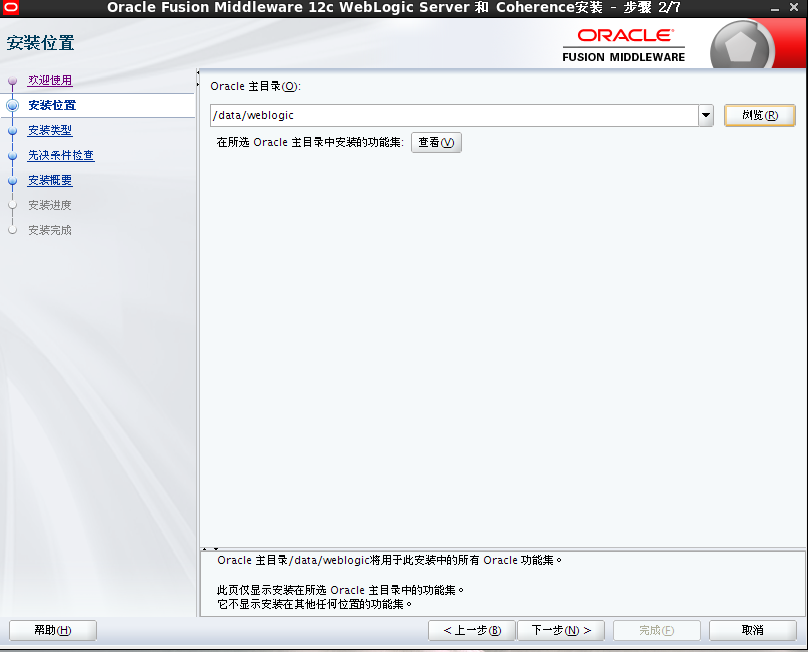 Oracle Fusion Middleware 12c WebLogic Server 和 Coherence安装 - 步骤 2/7
安装位置
ORACLE
FUSION MIDDLEWARE
欢迎使用
安装位置
安装类型
先决条件检查
安装概要
安装进度
安装完成
Oracle 主目录(O):
/data/weblogic
浏览(R)
在所选 Oracle 主目录中安装的功能集:
查看(V)
Oracle 主目录/data/weblogic将用于此安装中的所有 Oracle 功能集。
此页仅显示安装在所选 Oracle 主目录中的功能集。
它不显示安装在其他任何位置的功能集。
帮助(H)
< 上一步(B)
下一步(N) >
完成(F)
取消